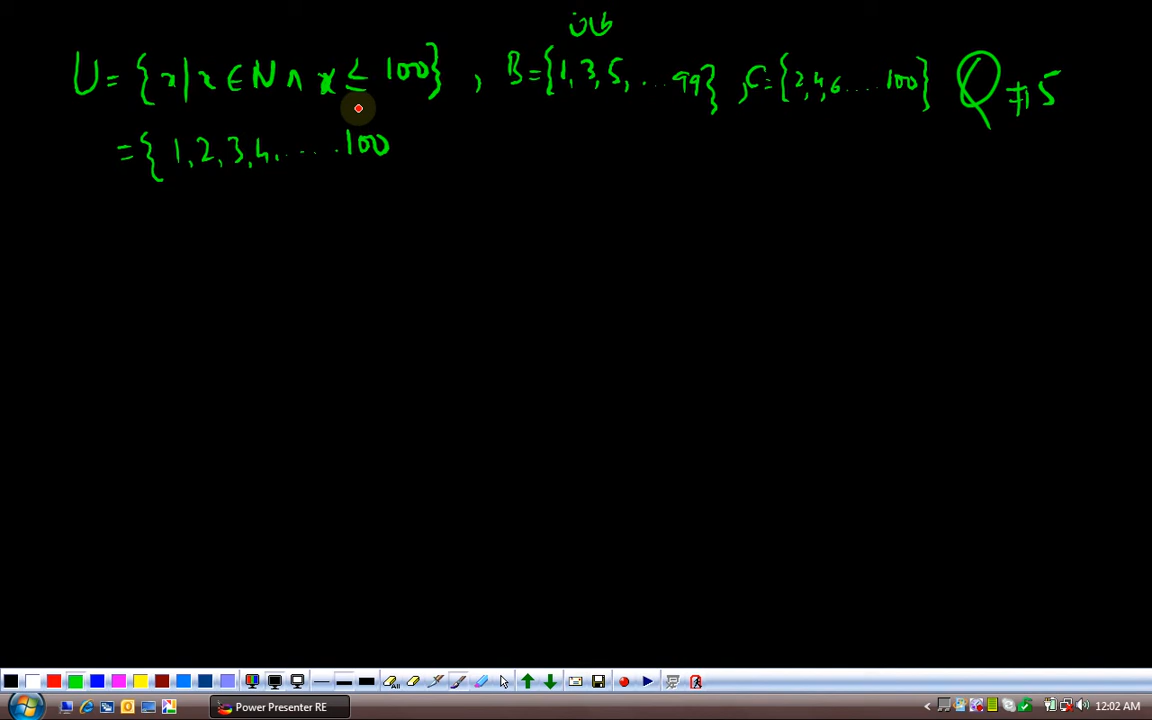 U = { x | x ∈ N ∧ x ≤ 100 } , B = { 1, 3, 5, ... 99 } , C = { 2, 4, 6 .... 100 } Q # 5
= { 1, 2, 3, 4, ..... 100
Power Presenter RE
12:02 AM